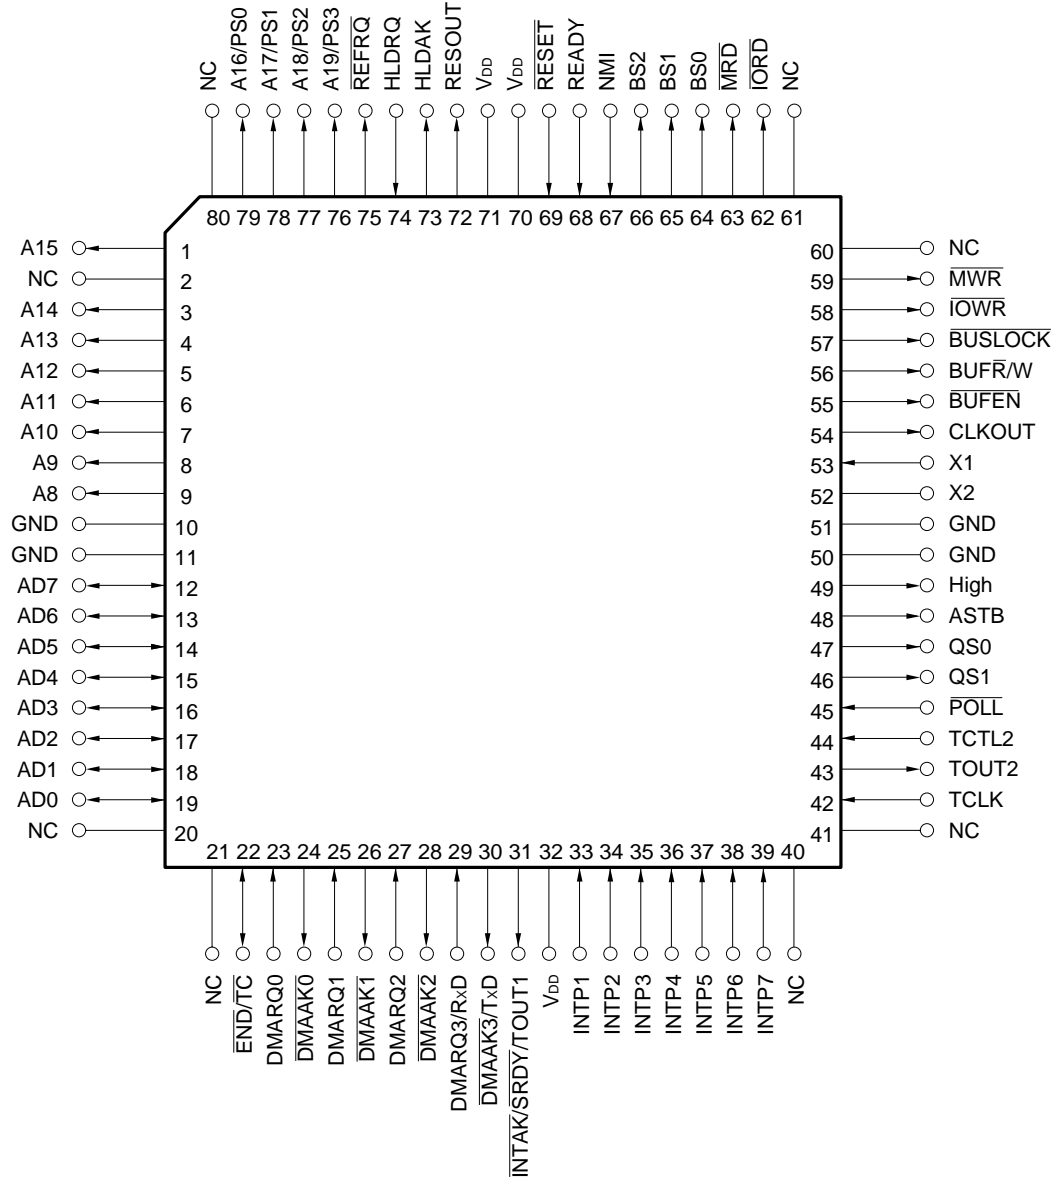 NC
A16/PS0
A17/PS1
A18/PS2
A19/PS3
REFRQ
HLDRQ
HLDAK
RESOUT
VDD
VDD
RESET
READY
NMI
BS2
BS1
BS0
MRD
IORD
NC
80 79 78 77 76 75 74 73 72 71 70 69 68 67 66 65 64 63 62 61
A15 1 60 NC
NC 2 59 MWR
A14 3 58 IOWR
A13 4 57 BUSLOCK
A12 5 56 BUFR/W
A11 6 55 BUFEN
A10 7 54 CLKOUT
A9 8 53 X1
A8 9 52 X2
GND 10 51 GND
GND 11 50 GND
AD7 12 49 High
AD6 13 48 ASTB
AD5 14 47 QS0
AD4 15 46 QS1
AD3 16 45 POLL
AD2 17 44 TCTL2
AD1 18 43 TOUT2
AD0 19 42 TCLK
NC 20 41 NC
21 22 23 24 25 26 27 28 29 30 31 32 33 34 35 36 37 38 39 40
NC
END/TC
DMARQ0
DMAAK0
DMARQ1
DMAAK1
DMARQ2
DMAAK2
DMARQ3/RxD
DMAAK3/TxD
INTAK/SRDY/TOUT1
VDD
INTP1
INTP2
INTP3
INTP4
INTP5
INTP6
INTP7
NC